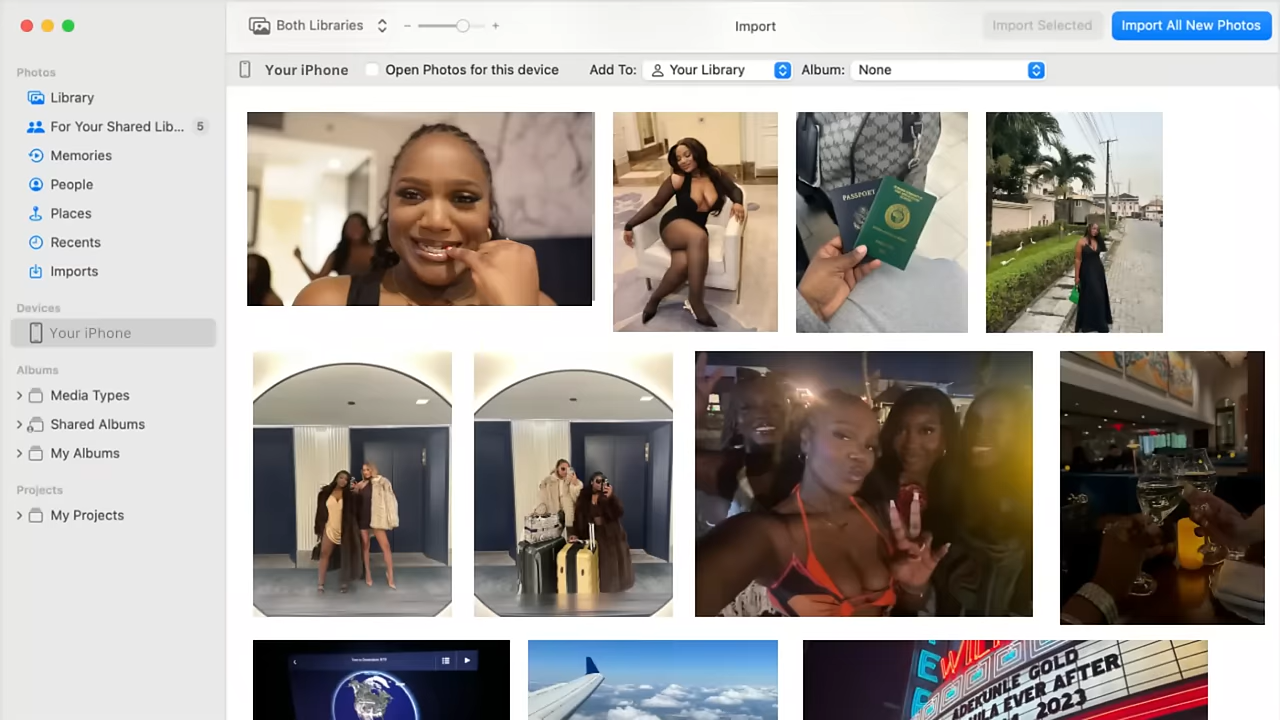 Both Libraries
Import
Import Selected
Import All New Photos
Your iPhone
Open Photos for this device
Add To:
Your Library
Album:
None
Photos
Library
For Your Shared Lib...
5
Memories
People
Places
Recents
Imports
Devices
Your iPhone
Albums
Media Types
Shared Albums
My Albums
Projects
My Projects
PASSPORT
ADEKUNLE GOLD
EVER AFTER
2023